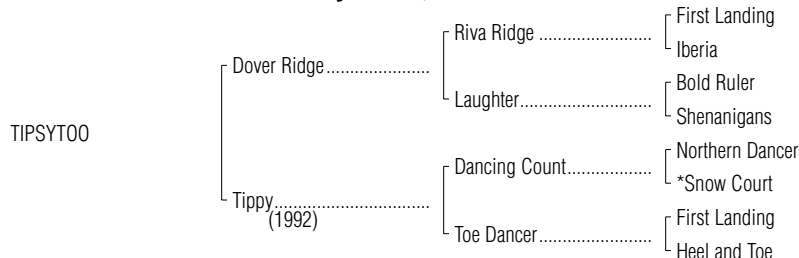 First Landing
Riva Ridge ........................
Iberia
Dover Ridge......................
Bold Ruler
Laughter............................
Shenanigans
TIPSYTOO
Northern Dancer
Dancing Count..................
*Snow Court
Tippy.................................
(1992)
First Landing
Toe Dancer........................
Heel and Toe